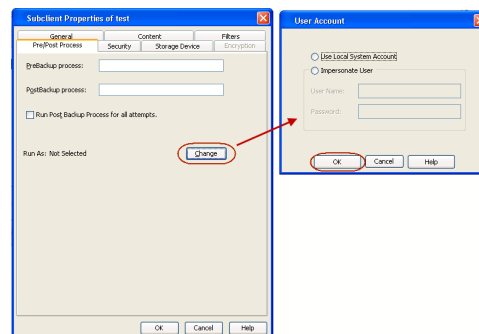 Subclient Properties of test
General Content Filters
Pre/Post Process Security Storage Device Encryption
PreBackup process:
PostBackup process:
Run Post Backup Process for all attempts.
Run As: Not Selected
Change
OK Cancel Help
User Account
Use Local System Account
Impersonate User
User Name:
Password:
OK Cancel Help